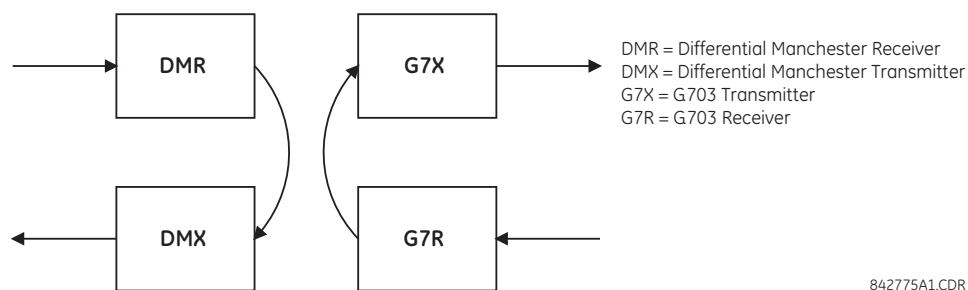 DMR
G7X
DMX
G7R
DMR = Differential Manchester Receiver
DMX = Differential Manchester Transmitter
G7X = G703 Transmitter
G7R = G703 Receiver
842775A1.CDR